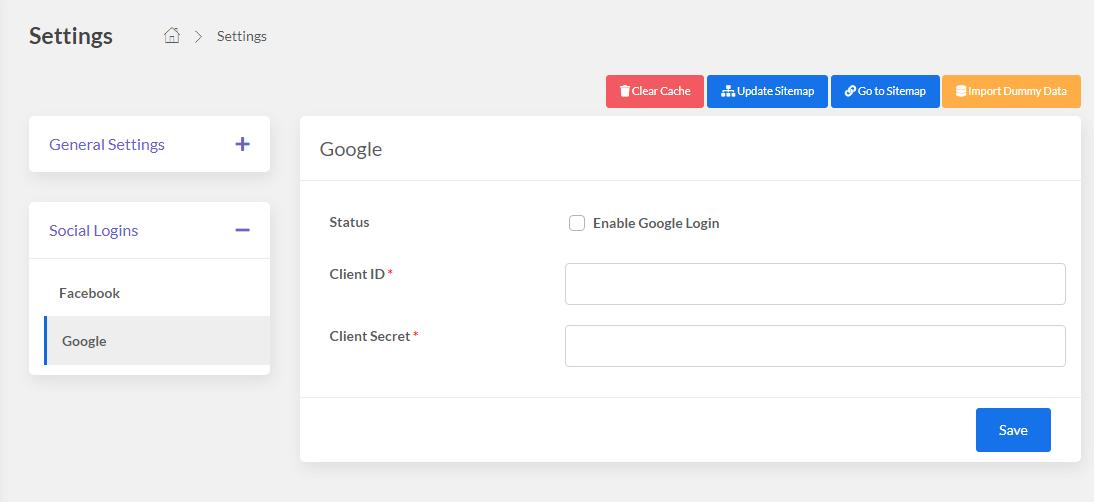 Settings
Settings
Clear Cache
Update Sitemap
Go to Sitemap
Import Dummy Data
General Settings
Social Logins
Facebook
Google
Google
Status
Enable Google Login
Client ID *
Client Secret *
Save